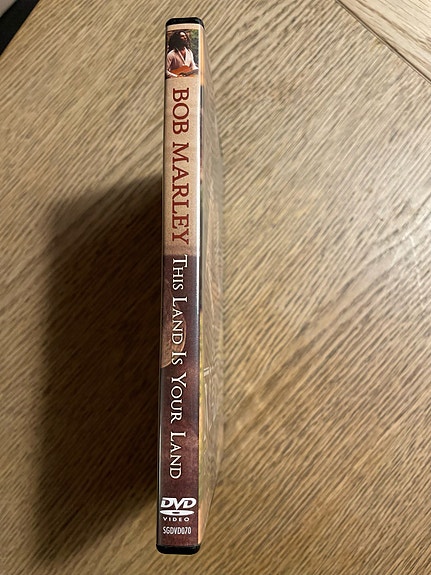 BOB MARLEY THIS LAND IS YOUR LAND
DVD
VIDEO
SGDVD070